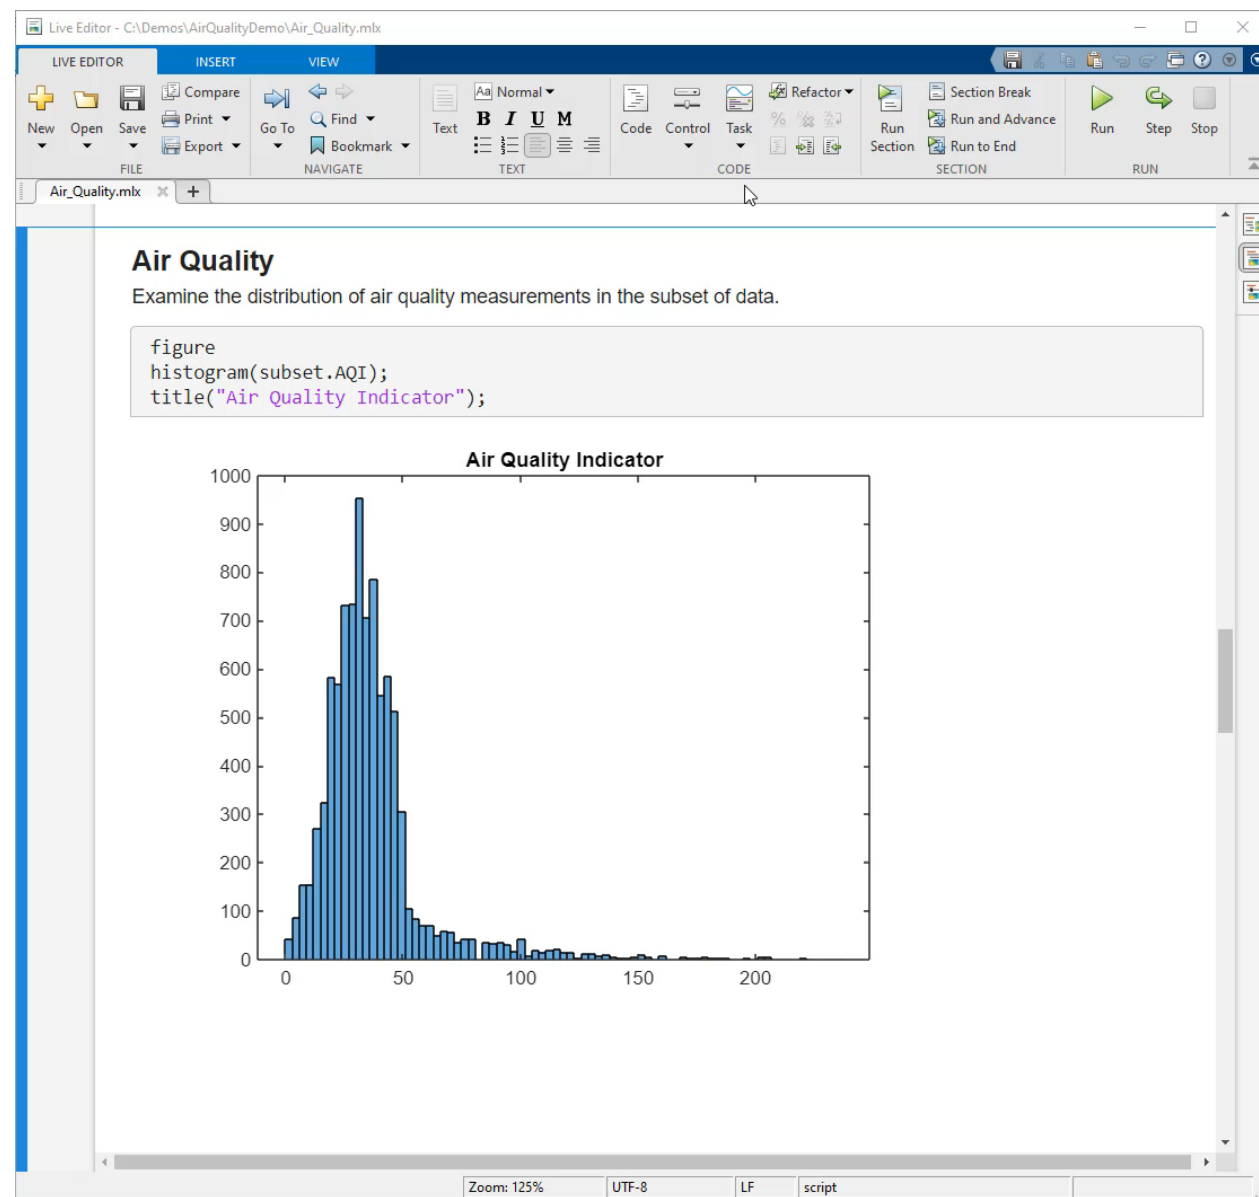 Live Editor - C:\Demos\AirQualityDemo\Air_Quality.mlx
LIVE EDITOR INSERT VIEW
New Open Save Compare Print Export
FILE
Go To Find Bookmark
NAVIGATE
Text Aa Normal
B I U M
TEXT
Code Control Task Refactor
CODE
Run Section Section Break Run and Advance Run to End
SECTION
Run Step Stop
RUN
Air_Quality.mlx
Air Quality
Examine the distribution of air quality measurements in the subset of data.
figure
histogram(subset.AQI);
title("Air Quality Indicator");
Air Quality Indicator
1000
900
800
700
600
500
400
300
200
100
0
0 50 100 150 200
Zoom: 125% UTF-8 LF script